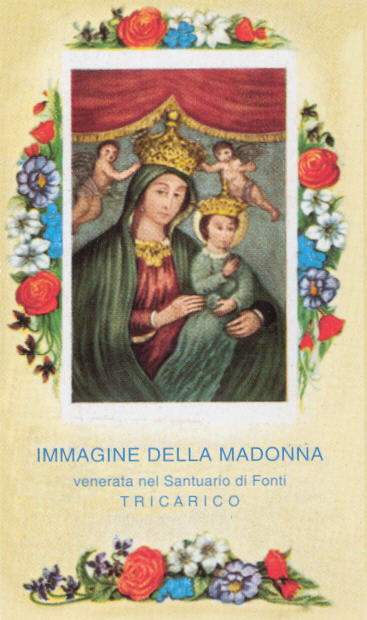 IMMAGINE DELLA MADONNA
venerata nel Santuario di Fonti
TRICARICO